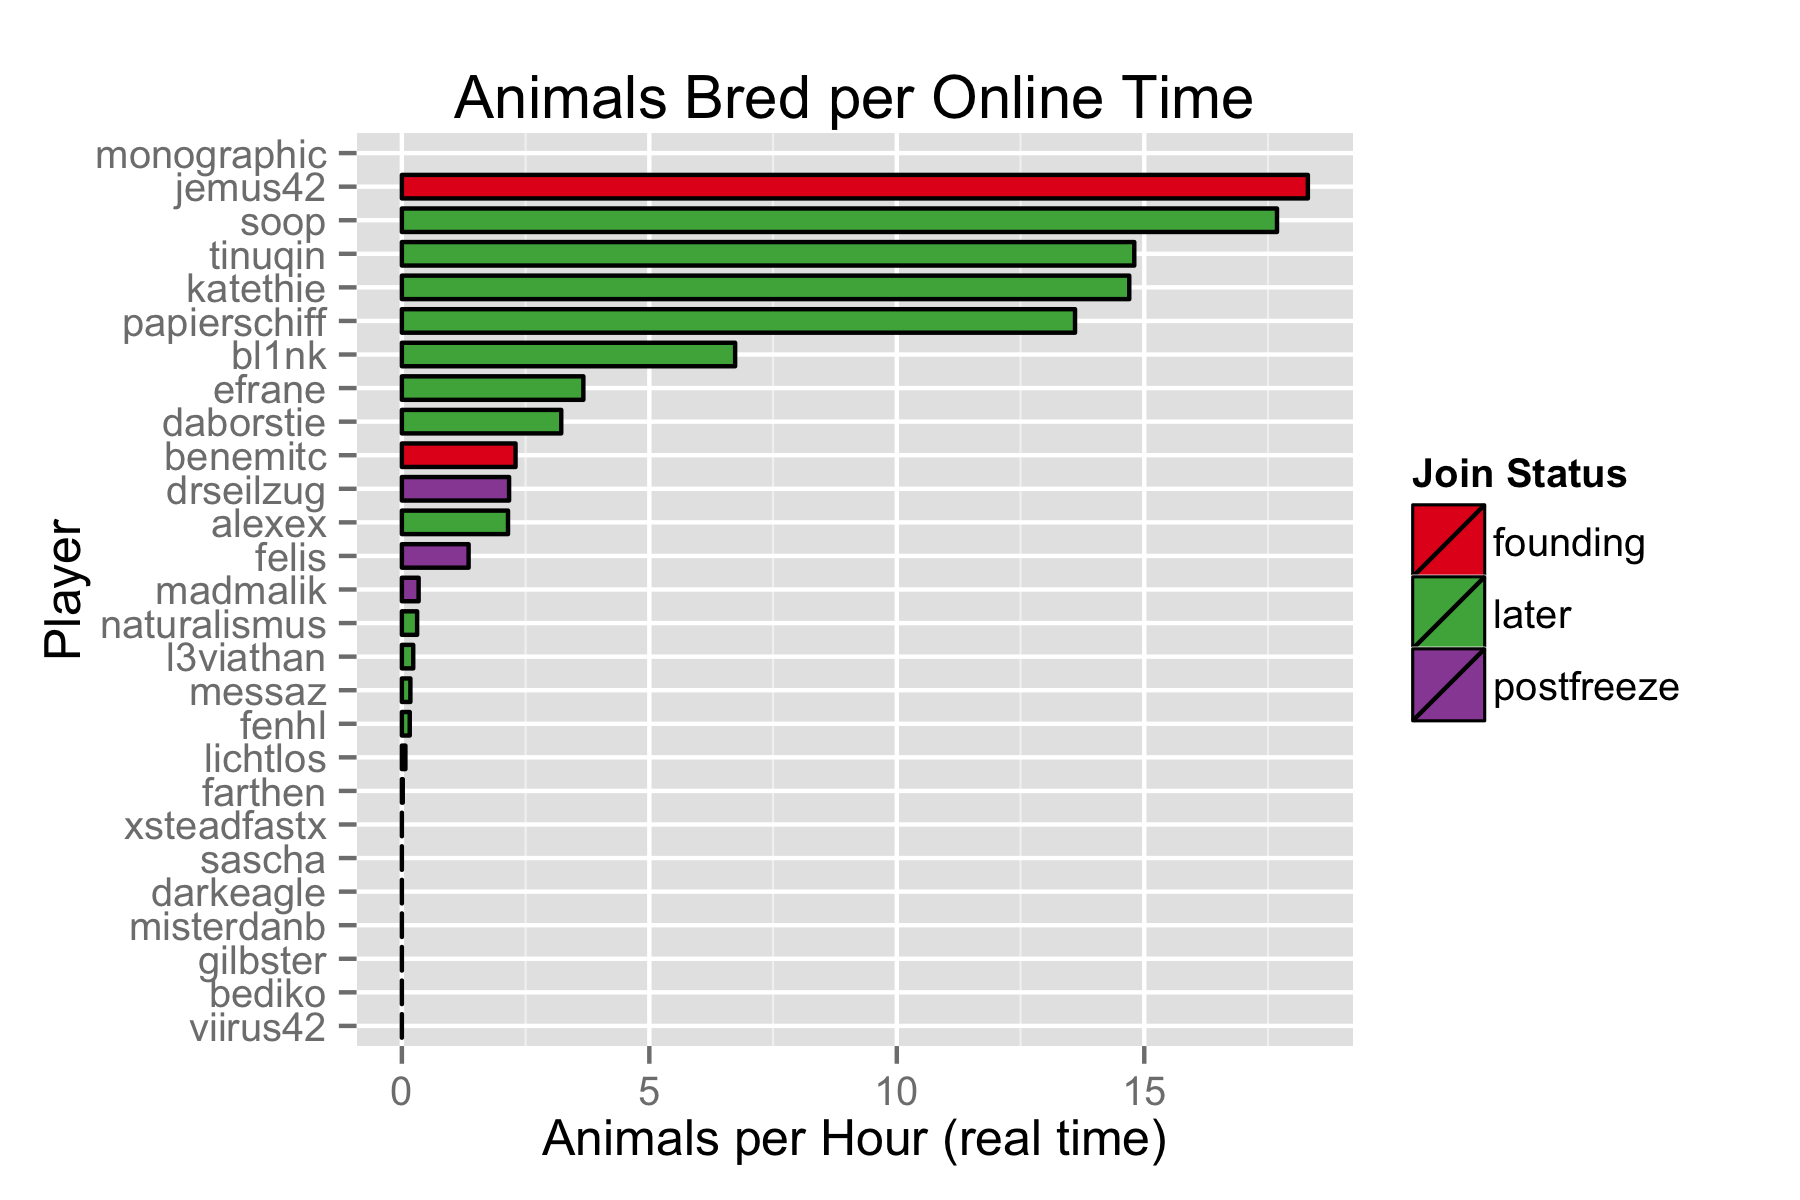 Animals Bred per Online Time
monographic
jemus42
soop
tinuqin
katethie
papierschiff
bl1nk
efrane
daborstie
benemitc
drseilzug
alexex
felis
madmalik
naturalismus
l3viathan
messaz
fenhl
lichtlos
farthen
xsteadfastx
sascha
darkeagle
misterdanb
gilbster
bediko
viirus42
Player
0 5 10 15
Animals per Hour (real time)
Join Status
founding
later
postfreeze